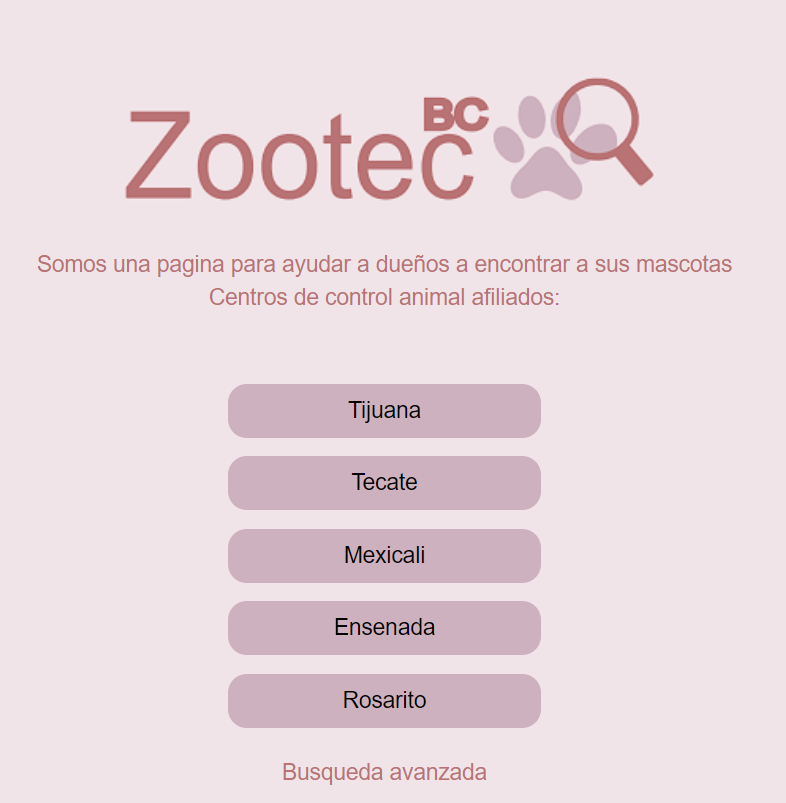 Zootec BC
Somos una pagina para ayudar a dueños a encontrar a sus mascotas
Centros de control animal afiliados:
Tijuana
Tecate
Mexicali
Ensenada
Rosarito
Busqueda avanzada